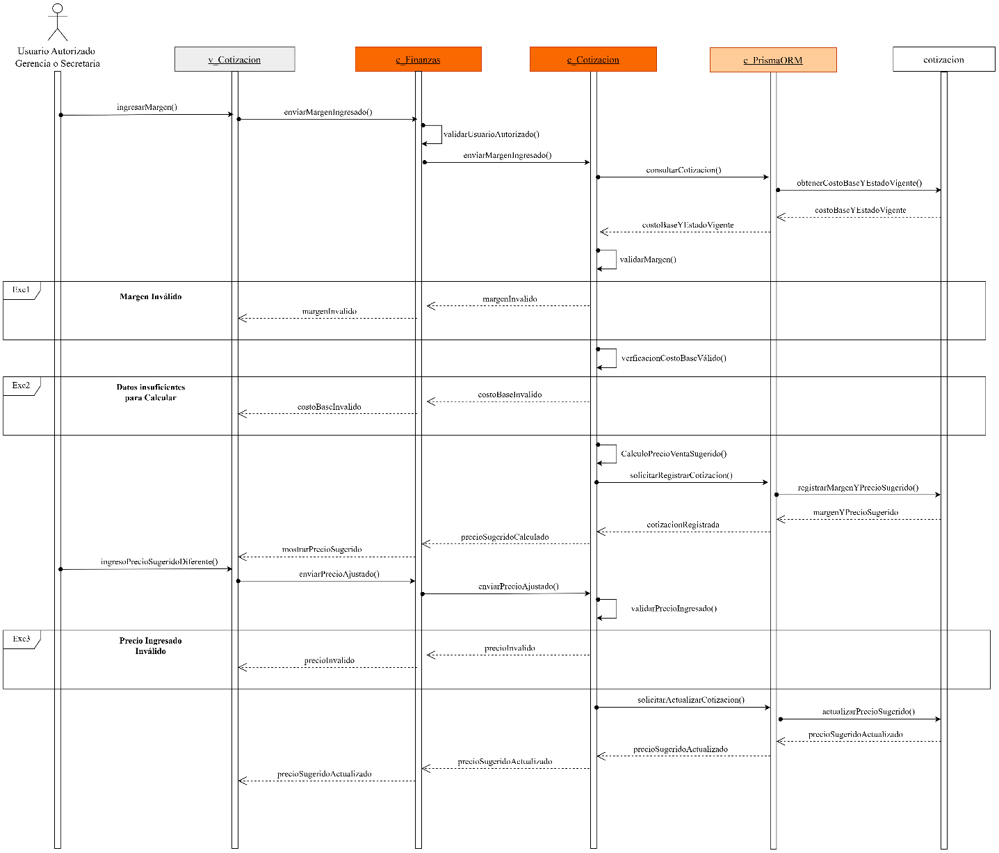 Usuario Autorizado
Gerencia o Secretaria
v_Cotizacion
c_Finanzas
c_Cotizacion
c_PrismaORM
cotizacion
ingresarMargen()
enviarMargenIngresado()
validarUsuarioAutorizado()
enviarMargenIngresado()
consultarCotizacion()
obtenerCostoBaseYEstadoVigente()
costoBaseYEstadoVigente
costoBaseYEstadoVigente
validarMargen()
Exc1
Margen Inválido
margenInvalido
margenInvalido
verficacionCostoBaseVálido()
Exc2
Datos insuficientes
para Calcular
costoBaseInvalido
costoBaseInvalido
CalculoPrecioVentaSugerido()
solicitarRegistrarCotizacion()
registrarMargenYPrecioSugerido()
margenYPrecioSugerido
cotizacionRegistrada
precioSugeridoCalculado
mostrarPrecioSugerido
ingresoPrecioSugeridoDiferente()
enviarPrecioAjustado()
enviarPrecioAjustado()
validarPrecioIngresado()
Exc3
Precio Ingresado
Inválido
precioInvalido
precioInvalido
solicitarActualizarCotizacion()
actualizarPrecioSugerido()
precioSugeridoActualizado
precioSugeridoActualizado
precioSugeridoActualizado
precioSugeridoActualizado